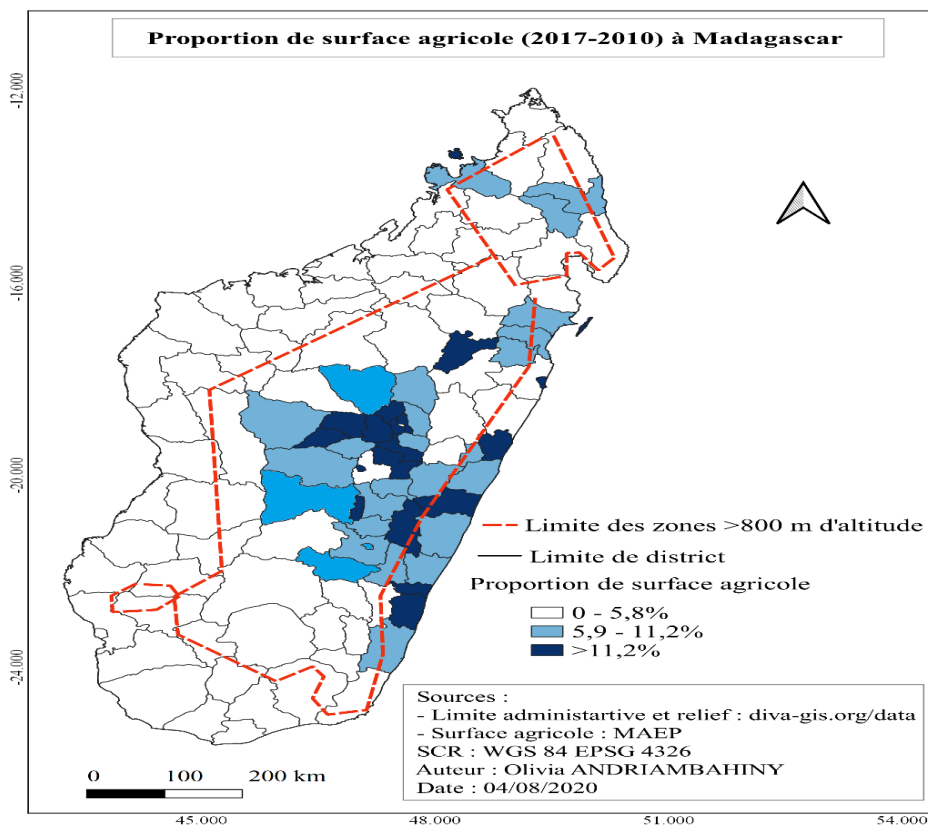 Proportion de surface agricole (2017-2010) à Madagascar
-12.000
-16.000
-20.000
-24.000
Limite des zones >800 m d'altitude
Limite de district
Proportion de surface agricole
0 - 5,8%
5,9 - 11,2%
>11,2%
Sources :
- Limite administartive et relief : diva-gis.org/data
- Surface agricole : MAEP
SCR : WGS 84 EPSG 4326
Auteur : Olivia ANDRIAMBAHINY
Date : 04/08/2020
0 100 200 km
45.000 48.000 51.000 54.000